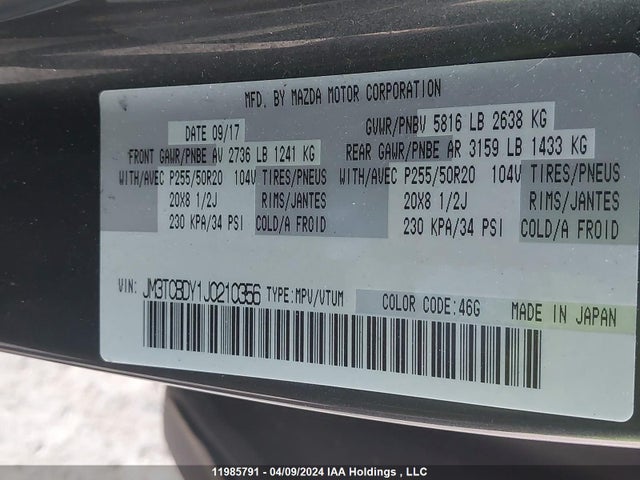 MFD. BY MAZDA MOTOR CORPORATION
DATE 09/17 GVWR/PNBV 5816 LB 2638 KG
FRONT GAWR/PNBE AV 2736 LB 1241 KG REAR GAWR/PNBE AR 3159 LB 1433 KG
WITH/AVEC P255/50R20 104V TIRES/PNEUS WITH/AVEC P255/50R20 104V TIRES/PNEUS
20X8 1/2J RIMS/JANTES 20X8 1/2J RIMS/JANTES
230 KPA/34 PSI COLD/A FROID 230 KPA/34 PSI COLD/A FROID
VIN: JM3TCBDY1J0210356 TYPE:MPV/VTUM COLOR CODE:46G MADE IN JAPAN
11985791 - 04/09/2024 IAA Holdings , LLC